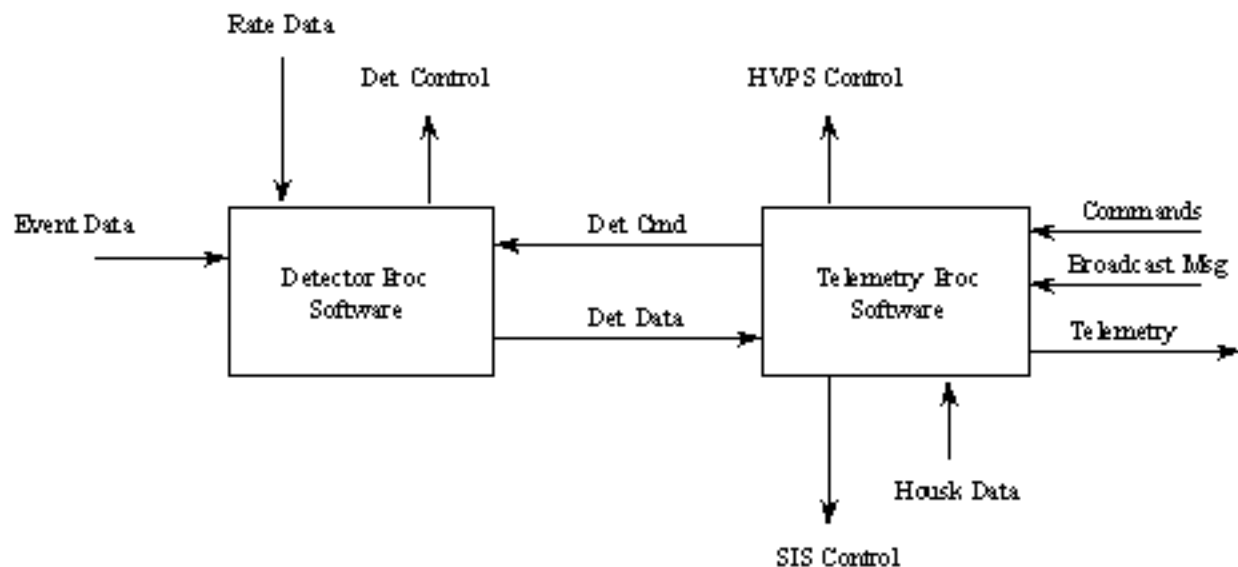 Rate Data
Det. Control
HVPS Control
Event Data
Det Cmd
Commands
Detector Proc
Software
Telemetry Proc
Software
Broadcast Msg
Det. Data
Telemetry
Housk Data
SIS Control